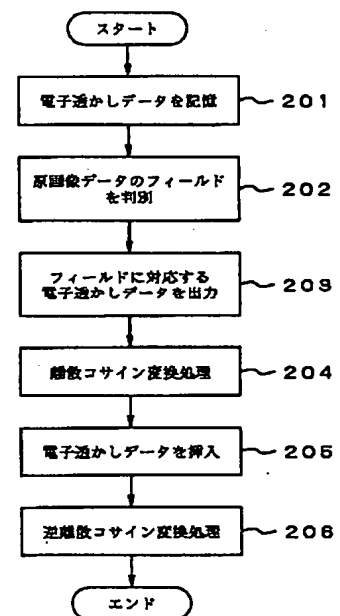 スタート
電子透かしデータを記憶
201
原画像データのフィールド
を判別
202
フィールドに対応する
電子透かしデータを出力
203
離散コサイン変換処理
204
電子透かしデータを挿入
205
逆離散コサイン変換処理
206
エンド